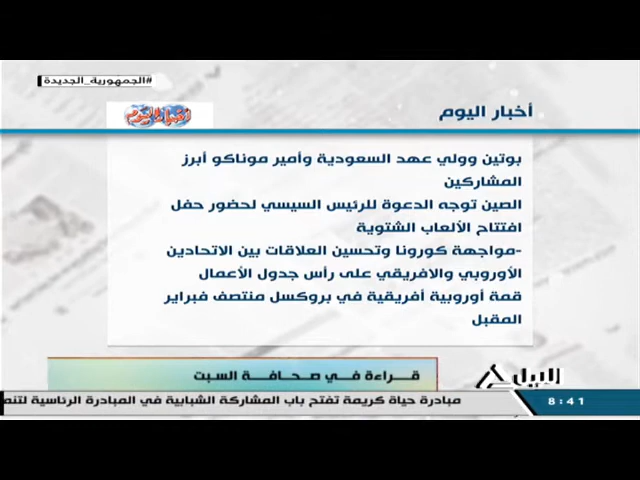 #الجمهورية_الجديدة
أخبار اليوم
أخبار اليوم
بوتين وولي عهد السعودية وأمير موناكو أبرز
المشاركين
الصين توجه الدعوة للرئيس السيسي لحضور حفل
افتتاح الألعاب الشتوية
-مواجهة كورونا وتحسين العلاقات بين الاتحادين
الأوروبي والافريقي على رأس جدول الأعمال
قمة أوروبية أفريقية في بروكسل منتصف فبراير
المقبل
قراءة في صحافة السبت
مبادرة حياة كريمة تفتح باب المشاركة الشبابية في المبادرة الرئاسية لتنم
8:41